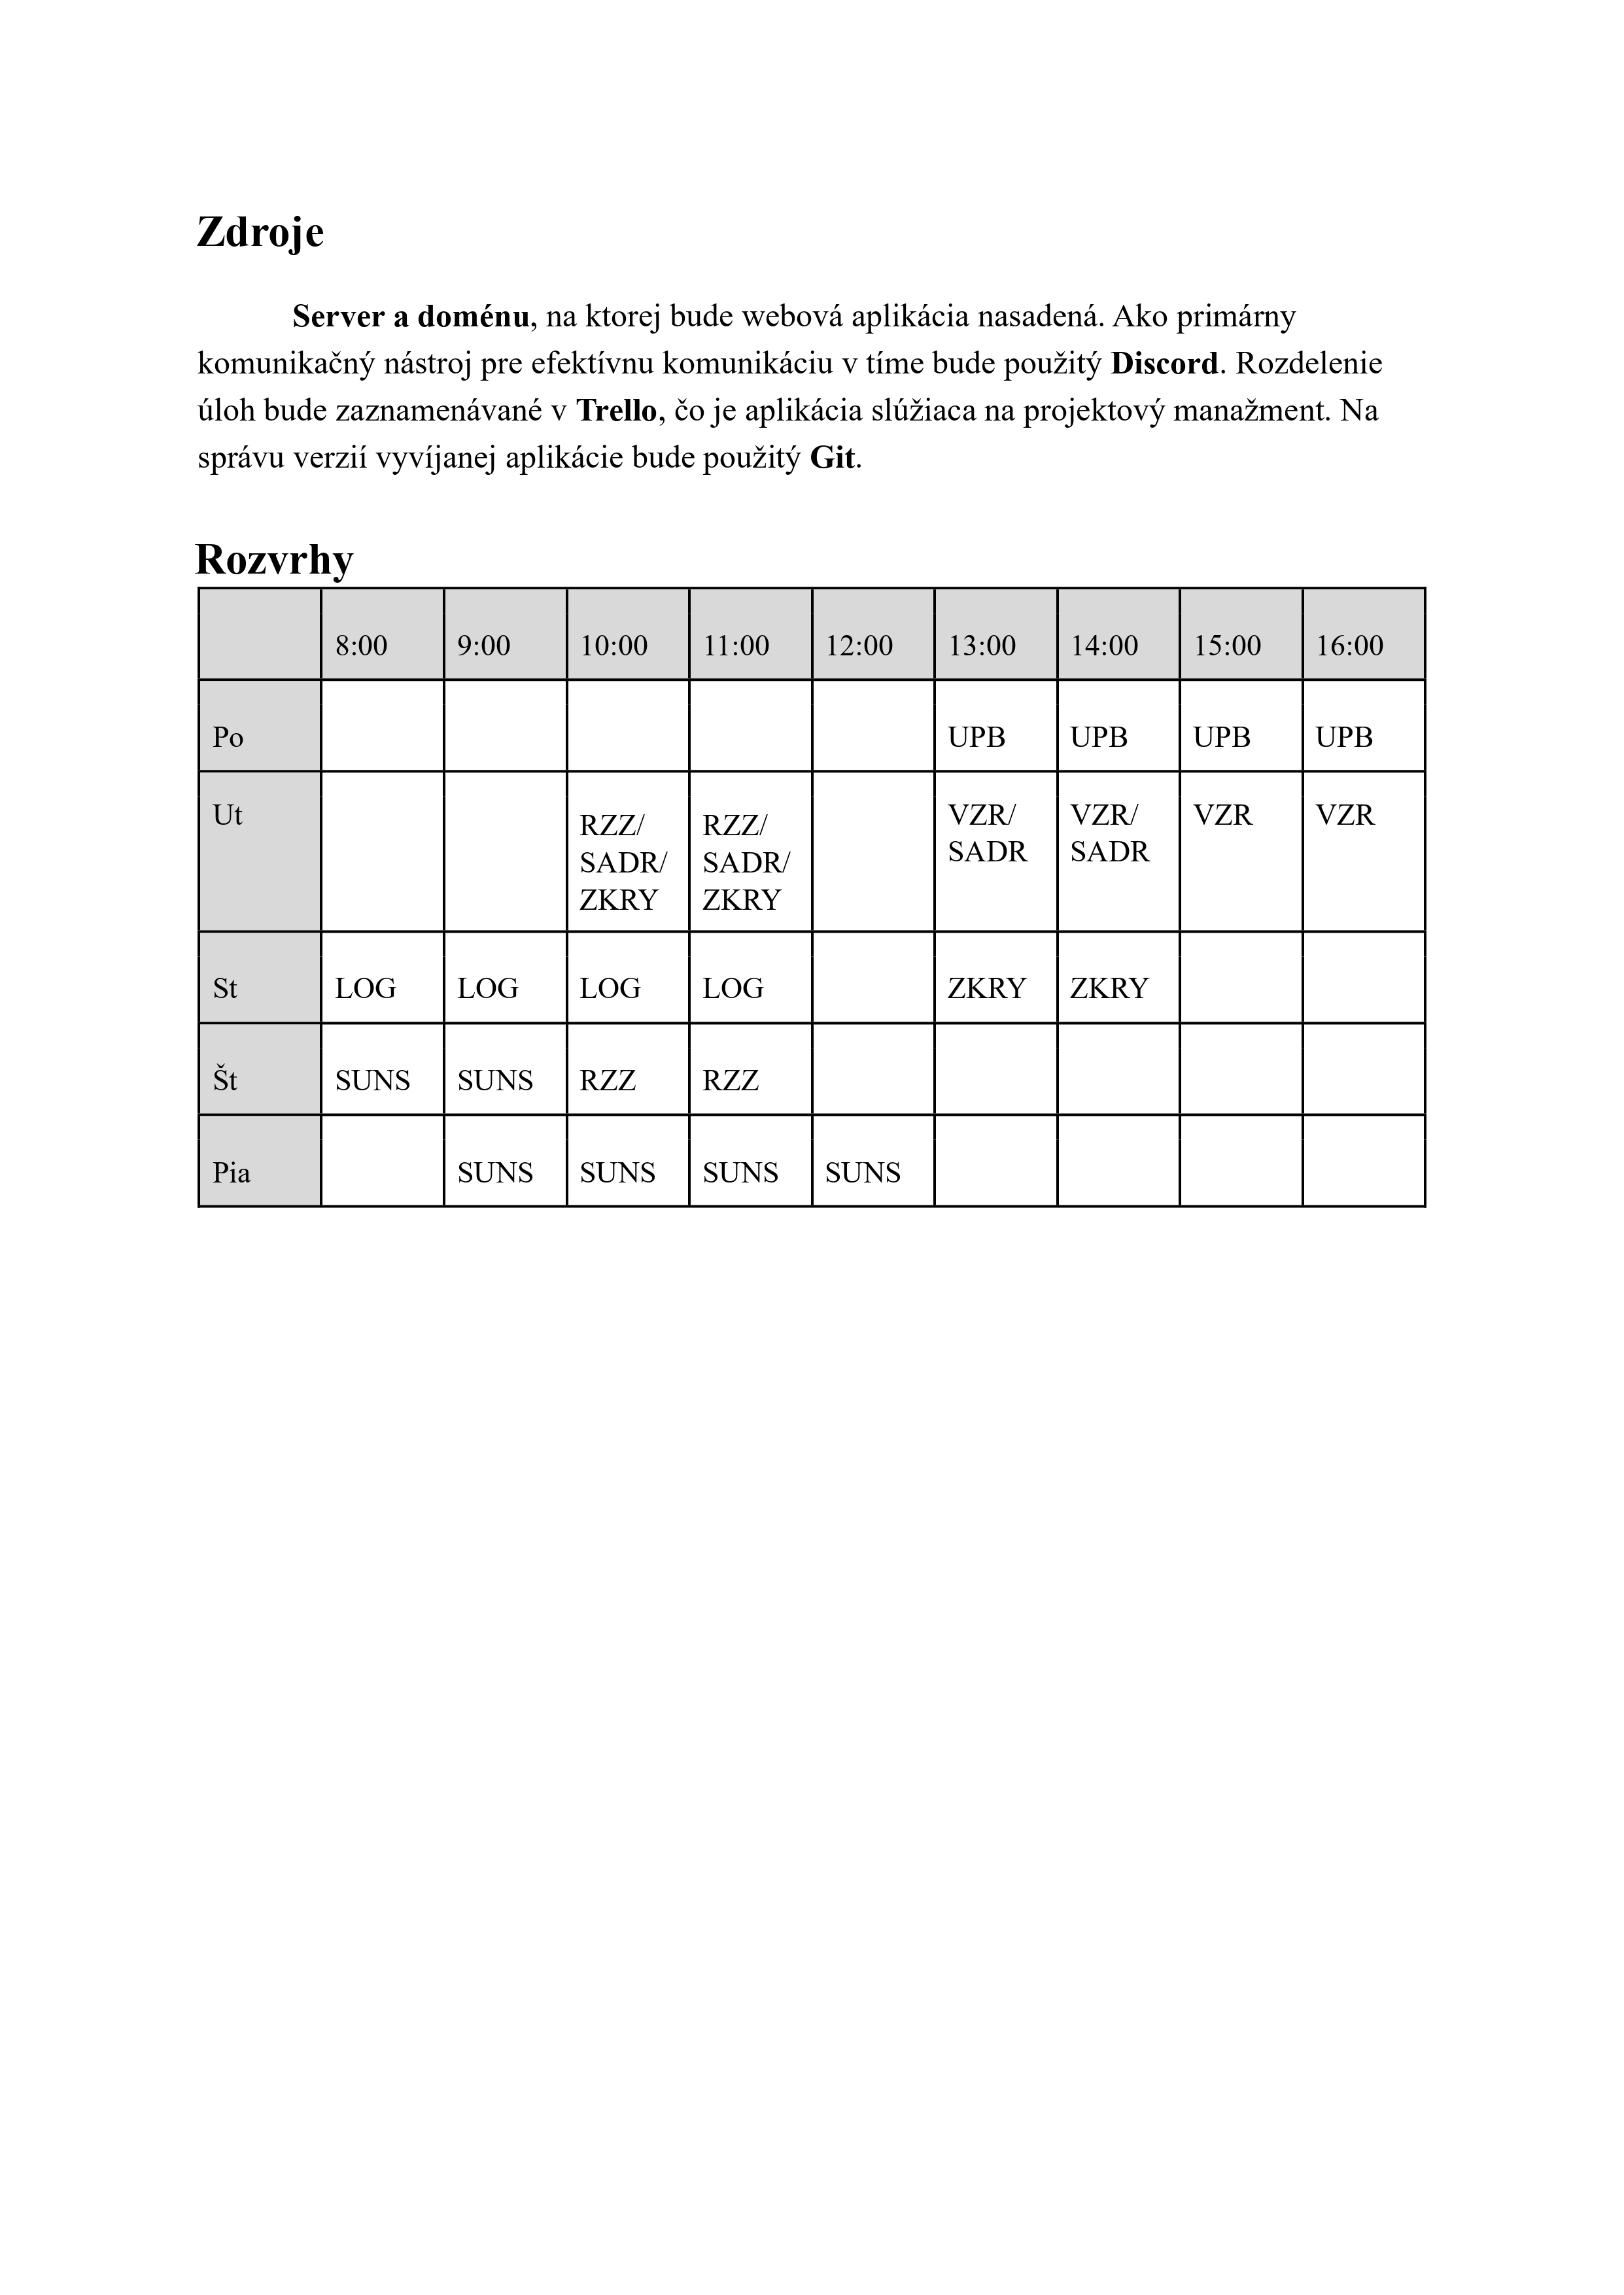 Zdroje
Server a doménu, na ktorej bude webová aplikácia nasadená. Ako primárny
komunikačný nástroj pre efektívnu komunikáciu v tíme bude použitý Discord. Rozdelenie
úloh bude zaznamenávané v Trello, čo je aplikácia slúžiaca na projektový manažment. Na
správu verzií vyvíjanej aplikácie bude použitý Git.
Rozvrhy
8:00 9:00 10:00 11:00 12:00 13:00 14:00 15:00 16:00
Po UPB UPB UPB UPB
Ut RZZ/ RZZ/ VZR/ VZR/ VZR VZR
SADR/ SADR/ SADR SADR
ZKRY ZKRY
St LOG LOG LOG LOG ZKRY ZKRY
Št SUNS SUNS RZZ RZZ
Pia SUNS SUNS SUNS SUNS